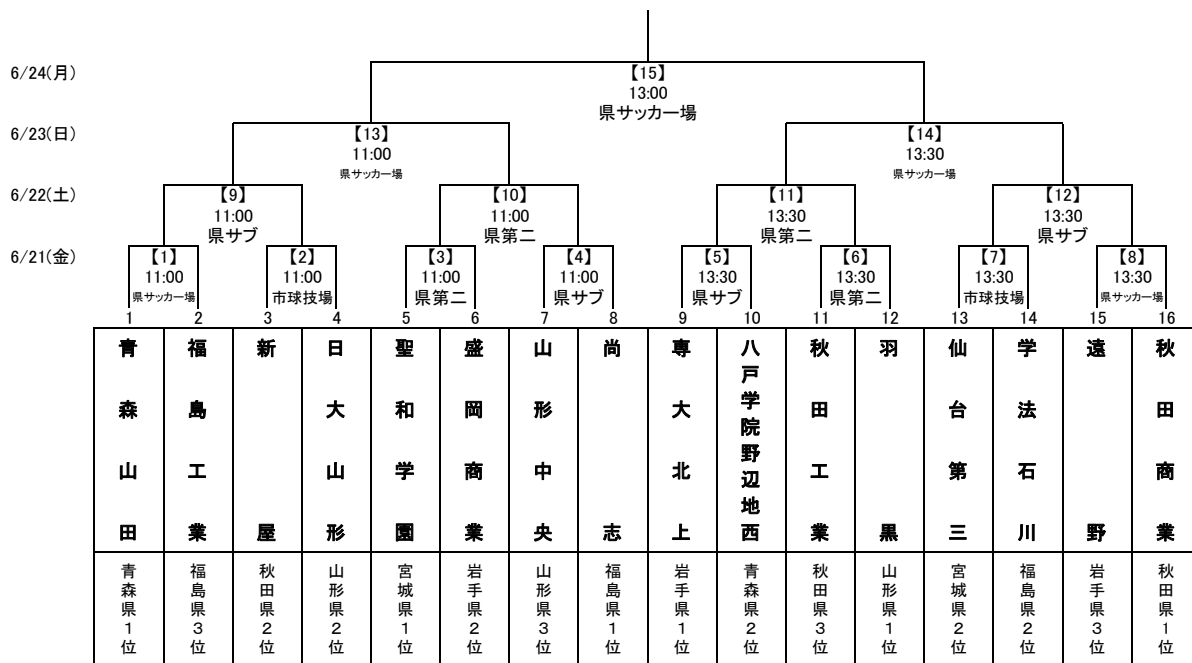 6/24(月)
【15】
13:00
県サッカー場
6/23(日)
【13】
11:00
県サッカー場
【14】
13:30
県サッカー場
6/22(土)
【9】
11:00
県サブ
【10】
11:00
県第二
【11】
13:30
県第二
【12】
13:30
県サブ
6/21(金)
【1】
11:00
県サッカー場
【2】
11:00
市球技場
【3】
11:00
県第二
【4】
11:00
県サブ
【5】
13:30
県サブ
【6】
13:30
県第二
【7】
13:30
市球技場
【8】
13:30
県サッカー場
1 2 3 4 5 6 7 8 9 10 11 12 13 14 15 16
青森山田
福島工業
新屋
日大山形
聖和学園
盛岡商業
山形中央
尚志
専大北上
八戸学院野辺地西
秋田工業
羽黒
仙台第三
学法石川
遠野
秋田商業
青森県1位
福島県3位
秋田県2位
山形県2位
宮城県1位
岩手県2位
山形県3位
福島県1位
岩手県1位
青森県2位
秋田県3位
山形県1位
宮城県2位
福島県2位
岩手県3位
秋田県1位